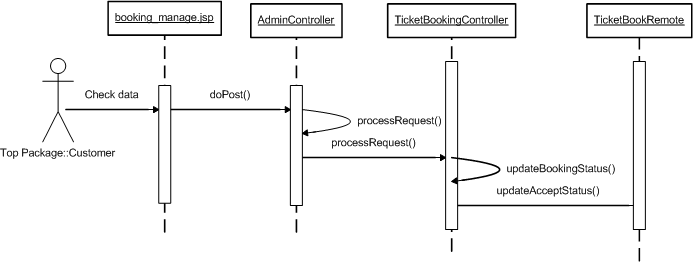 booking_manage.jsp
AdminController
TicketBookingController
TicketBookRemote
Check data
doPost()
processRequest()
processRequest()
Top Package::Customer
updateBookingStatus()
updateAcceptStatus()